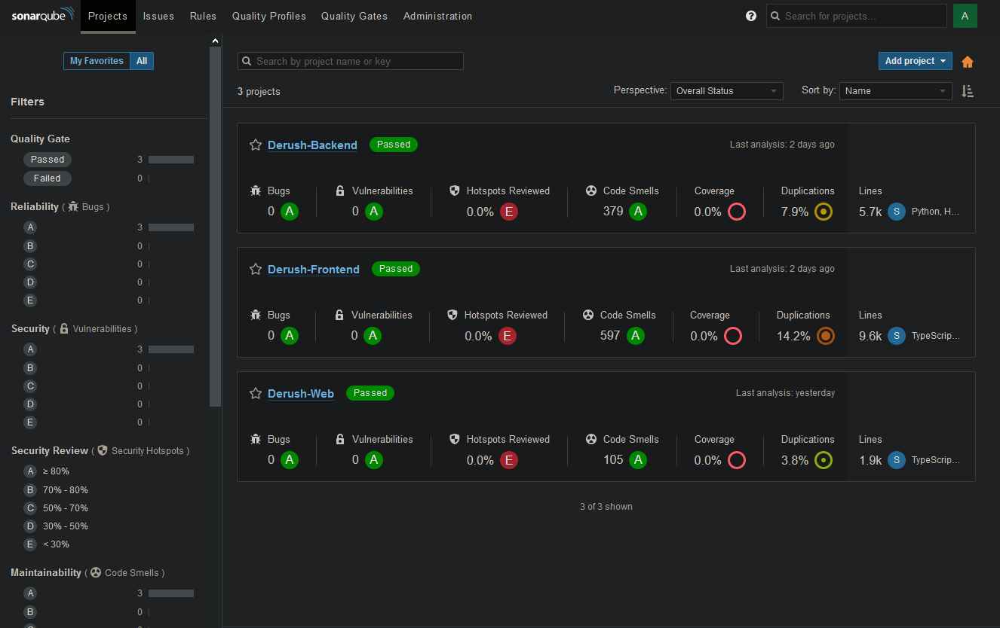 sonarqube Projects Issues Rules Quality Profiles Quality Gates Administration ? Search for projects... A
My Favorites All
Filters
Quality Gate
Passed 3
Failed 0
Reliability ( Bugs )
A 3
B 0
C 0
D 0
E 0
Security ( Vulnerabilities )
A 3
B 0
C 0
D 0
E 0
Security Review ( Security Hotspots )
A ≥ 80%
B 70% - 80%
C 50% - 70%
D 30% - 50%
E < 30%
Maintainability ( Code Smells )
A 3
B 0
Search by project name or key Add project
3 projects Perspective: Overall Status Sort by: Name
Derush-Backend Passed Last analysis: 2 days ago
Bugs Vulnerabilities Hotspots Reviewed Code Smells Coverage Duplications Lines
0 A 0 A 0.0% E 379 A 0.0% 7.9% 5.7k S Python, H...
Derush-Frontend Passed Last analysis: 2 days ago
Bugs Vulnerabilities Hotspots Reviewed Code Smells Coverage Duplications Lines
0 A 0 A 0.0% E 597 A 0.0% 14.2% 9.6k S TypeScrip...
Derush-Web Passed Last analysis: yesterday
Bugs Vulnerabilities Hotspots Reviewed Code Smells Coverage Duplications Lines
0 A 0 A 0.0% E 105 A 0.0% 3.8% 1.9k S TypeScrip...
3 of 3 shown